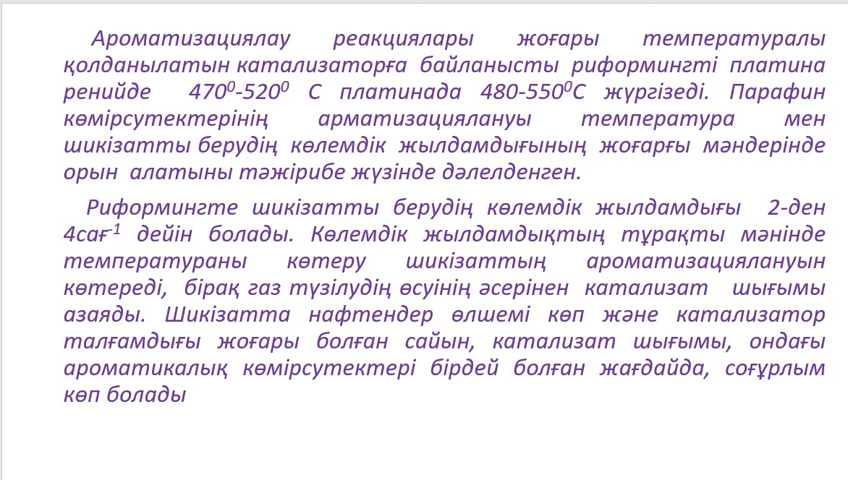 Ароматизациялау реакциялары жоғары температуралы
қолданылатын катализаторға байланысты риформингті платина
ренийде 470⁰-520⁰ С платинада 480-550⁰С жүргізеді. Парафин
көмірсутектерінің арматизациялануы температура мен
шикізатты берудің көлемдік жылдамдығының жоғарғы мәндерінде
орын алатыны тәжірибе жүзінде дәлелденген.
Риформингте шикізатты берудің көлемдік жылдамдығы 2-ден
4сағ⁻¹ дейін болады. Көлемдік жылдамдықтың тұрақты мәнінде
температураны көтеру шикізаттың ароматизациялануын
көтереді, бірақ газ түзілудің өсуінің әсерінен катализат шығымы
азаяды. Шикізатта нафтендер өлшемі көп және катализатор
талғамдығы жоғары болған сайын, катализат шығымы, ондағы
ароматикалық көмірсутектері бірдей болған жағдайда, соғұрлым
көп болады